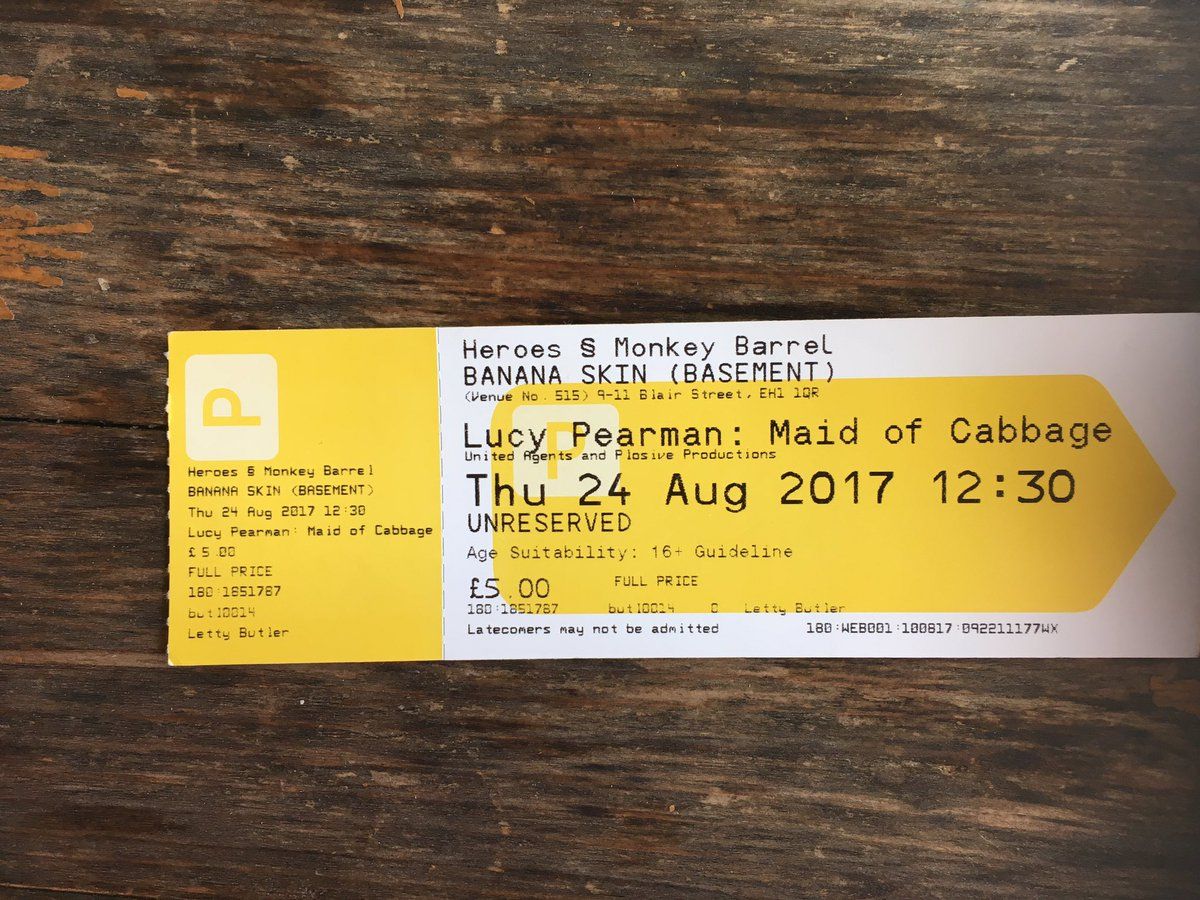 P
Heroes § Monkey Barrel
BANANA SKIN (BASEMENT)
Thu 24 Aug 2017 12:30
Lucy Pearman: Maid of Cabbage
£5.00
FULL PRICE
180:1851787
but10014
Letty Butler
Heroes § Monkey Barrel
BANANA SKIN (BASEMENT)
(Venue No. 515) 9-11 Blair Street, EH1 1QR
P
Lucy Pearman: Maid of Cabbage
United Agents and Plosive Productions
Thu 24 Aug 2017 12:30
UNRESERVED
Age Suitability: 16+ Guideline
£5.00 FULL PRICE
180:1851787 but10014 0 Letty Butler
Latecomers may not be admitted 180:WEB001:100817:092211177WX